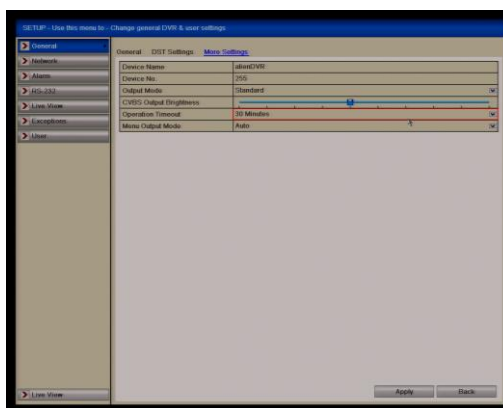 SETUP - Use this menu to - Change general DVR & user settings
General
Network
Alarm
RS-232
Live View
Exceptions
User
General DST Settings More Settings
Device Name alienDVR
Device No. 255
Output Mode Standard
CVBS Output Brightness
Operation Timeout 30 Minutes
Menu Output Mode Auto
Live View
Apply Back